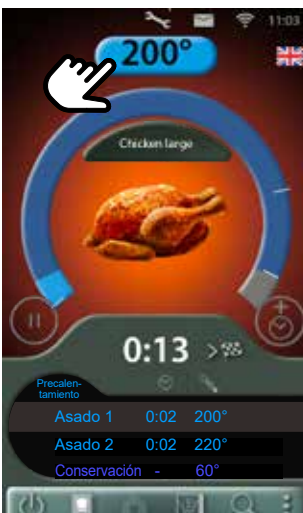 11:03
200°
Chicken large
0:13
Precalen-
tamiento
Asado 1 0:02 200°
Asado 2 0:02 220°
Conservación - 60°